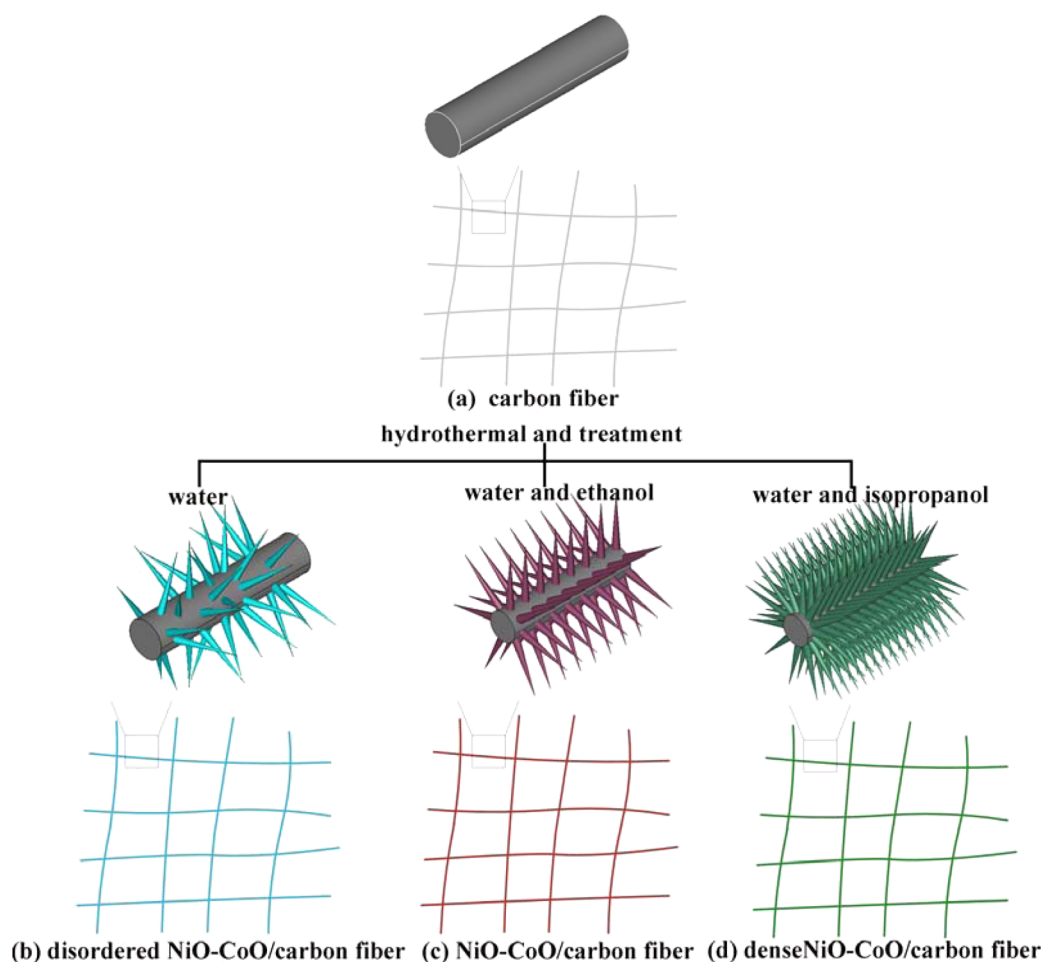 (a) carbon fiber
hydrothermal and treatment
water
water and ethanol
water and isopropanol
(b) disordered NiO-CoO/carbon fiber
(c) NiO-CoO/carbon fiber
(d) denseNiO-CoO/carbon fiber